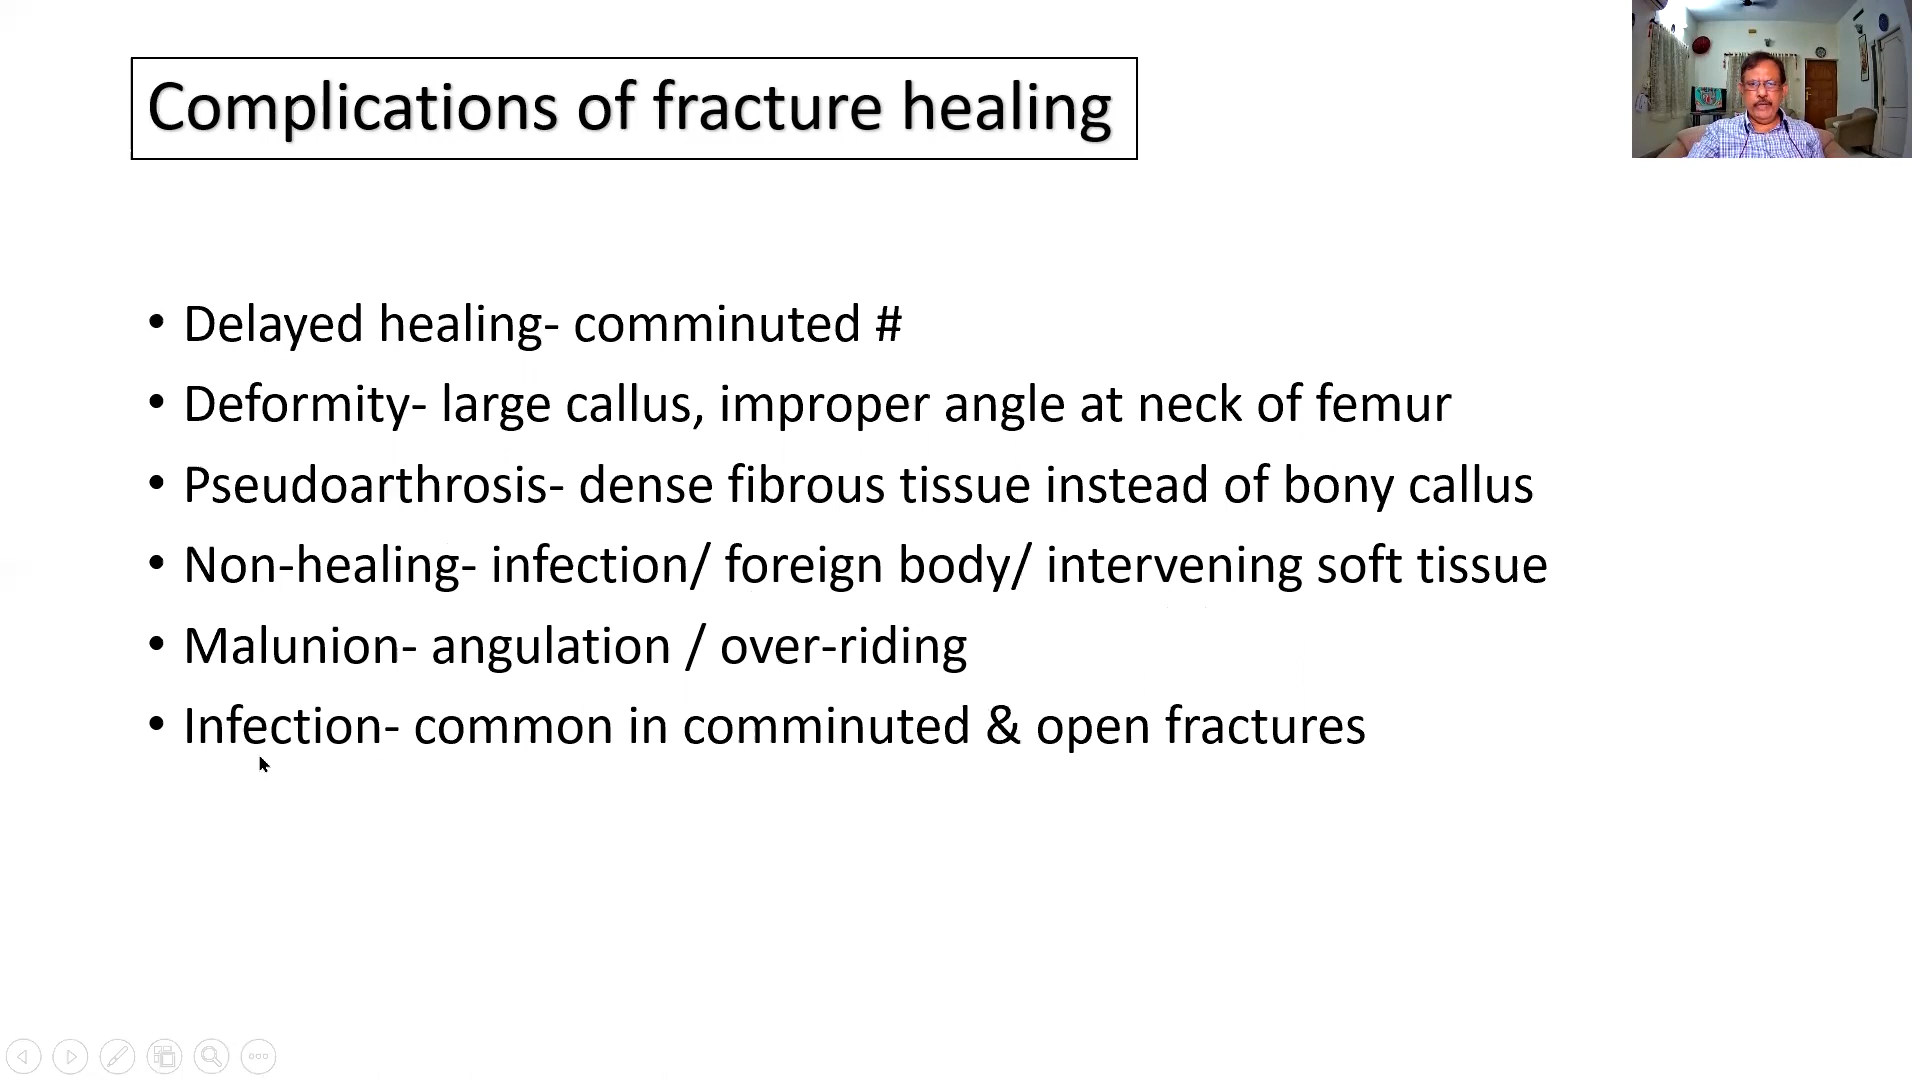 Complications of fracture healing
• Delayed healing- comminuted #
• Deformity- large callus, improper angle at neck of femur
• Pseudoarthrosis- dense fibrous tissue instead of bony callus
• Non-healing- infection/ foreign body/ intervening soft tissue
• Malunion- angulation / over-riding
• Infection- common in comminuted & open fractures